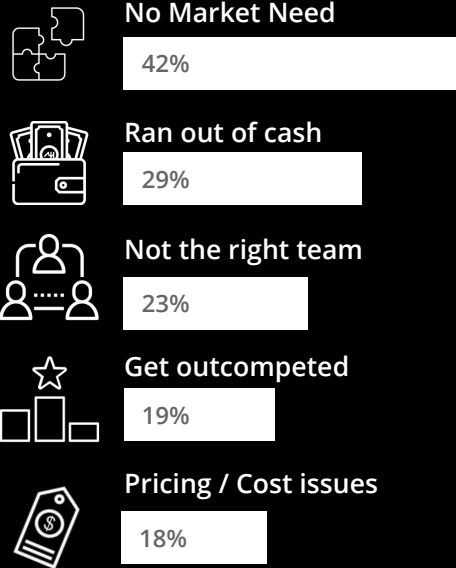 No Market Need
42%
Ran out of cash
29%
Not the right team
23%
Get outcompeted
19%
Pricing / Cost issues
$
18%